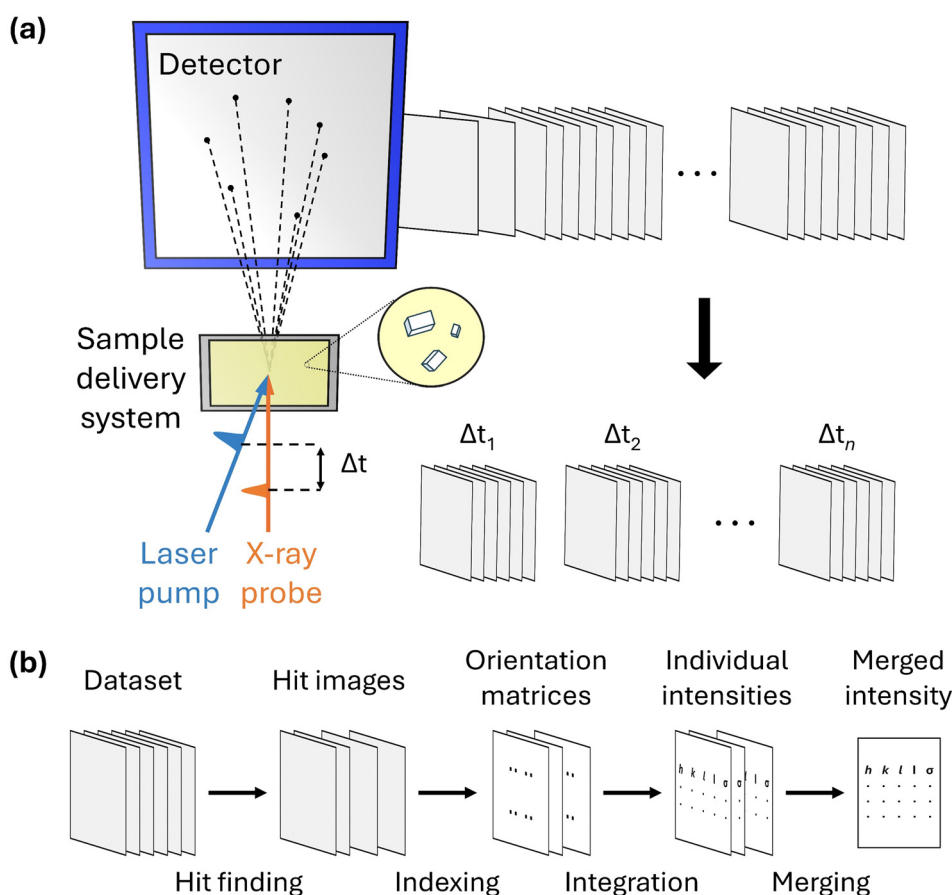 (a)
Detector
Sample
delivery
system
Δt
Laser
pump
X-ray
probe
. . .
Δt₁
Δt₂
Δtₙ
. . .
(b)
Dataset
Hit images
Orientation
matrices
Individual
intensities
Merged
intensity
h k l I σ
σ
l I σ
h k l I σ
Hit finding
Indexing
Integration
Merging